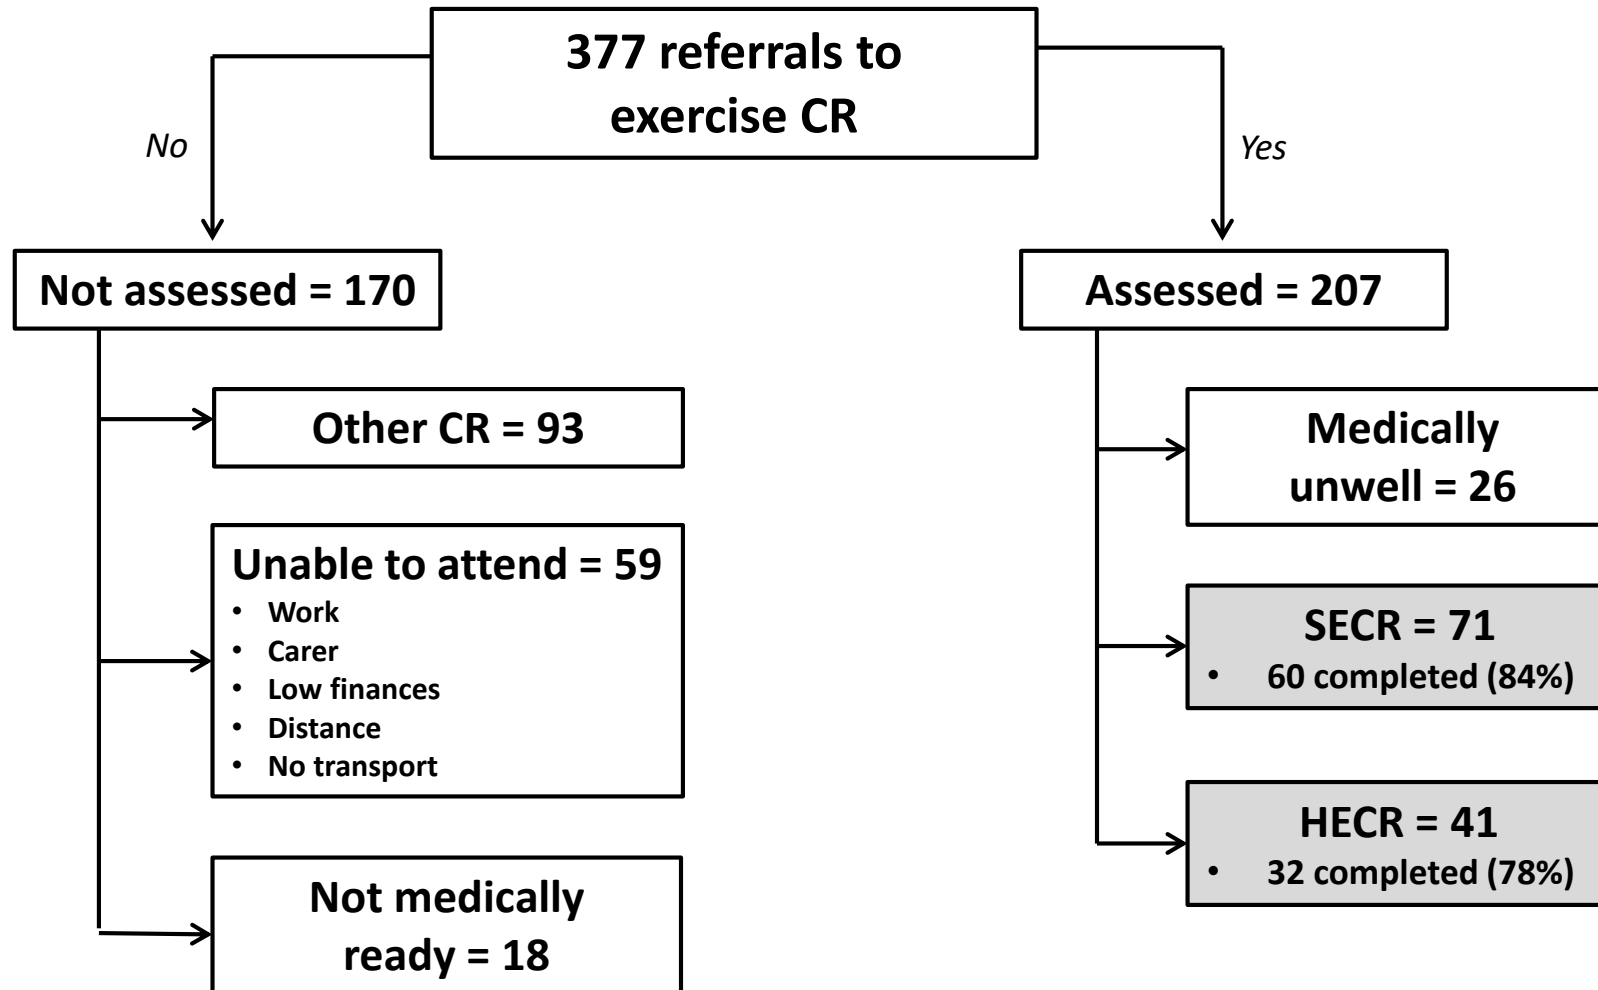 377 referrals to
exercise CR
No
Yes
Not assessed = 170
Assessed = 207
Other CR = 93
Unable to attend = 59
• Work
• Carer
• Low finances
• Distance
• No transport
Not medically
ready = 18
Medically
unwell = 26
SECR = 71
• 60 completed (84%)
HECR = 41
• 32 completed (78%)